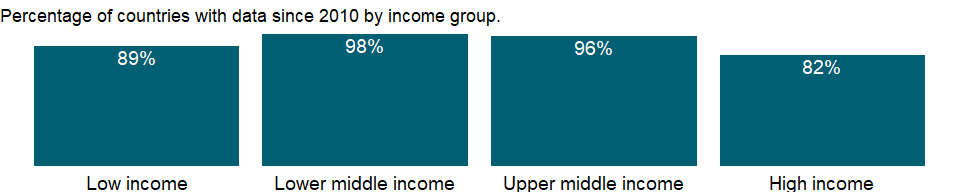 Percentage of countries with data since 2010 by income group.
89%
98%
96%
82%
Low income
Lower middle income
Upper middle income
High income